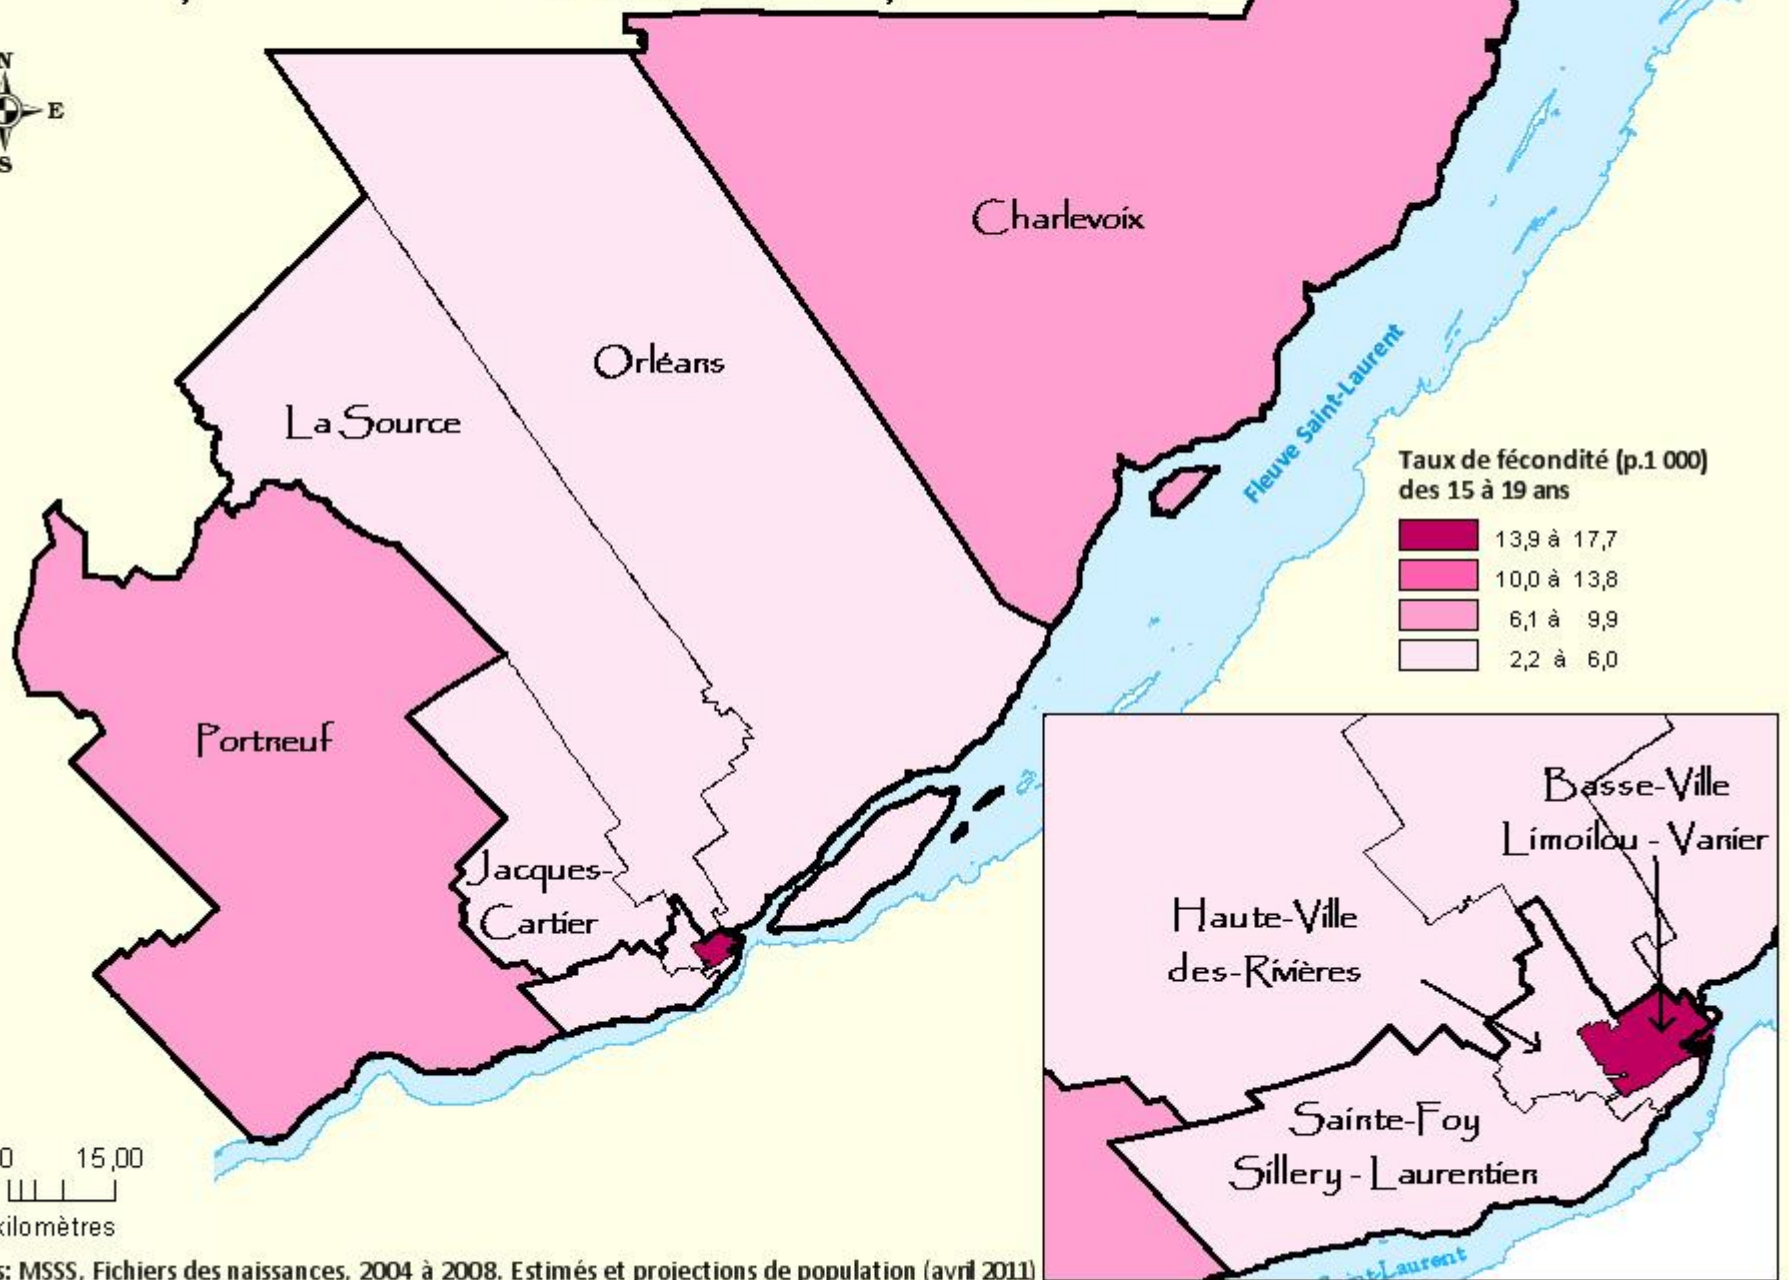 N
E
S
Charlevoix
Orléans
La Source
Fleuve Saint-Laurent
Taux de fécondité (p.1 000)
des 15 à 19 ans
13,9 à 17,7
10,0 à 13,8
6,1 à 9,9
2,2 à 6,0
Portneuf
Jacques-
Cartier
Basse-Ville
Limoilou - Vanier
Haute-Ville
des-Rivières
Sainte-Foy
Sillery - Laurentien
Saint-Laurent
0 15,00
kilomètres
s: MSSS, Fichiers des naissances, 2004 à 2008. Estimés et projections de population (avril 2011)